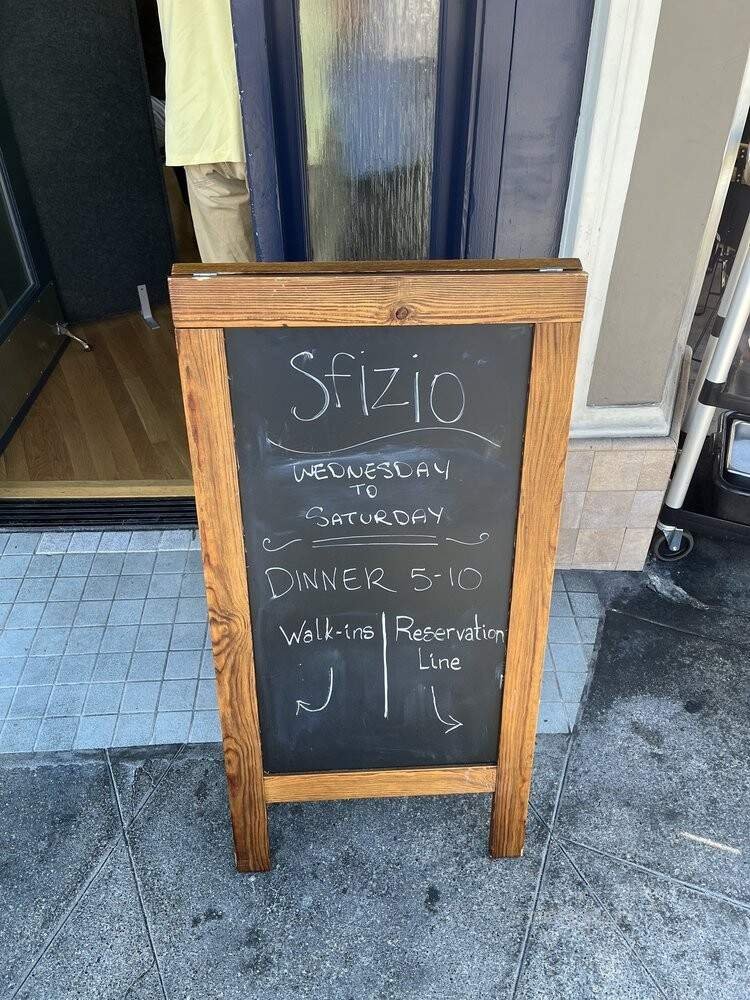 Sfizio
WEDNESDAY
TO
SATURDAY
DINNER 5-10
Walk-ins | Reservation
Line